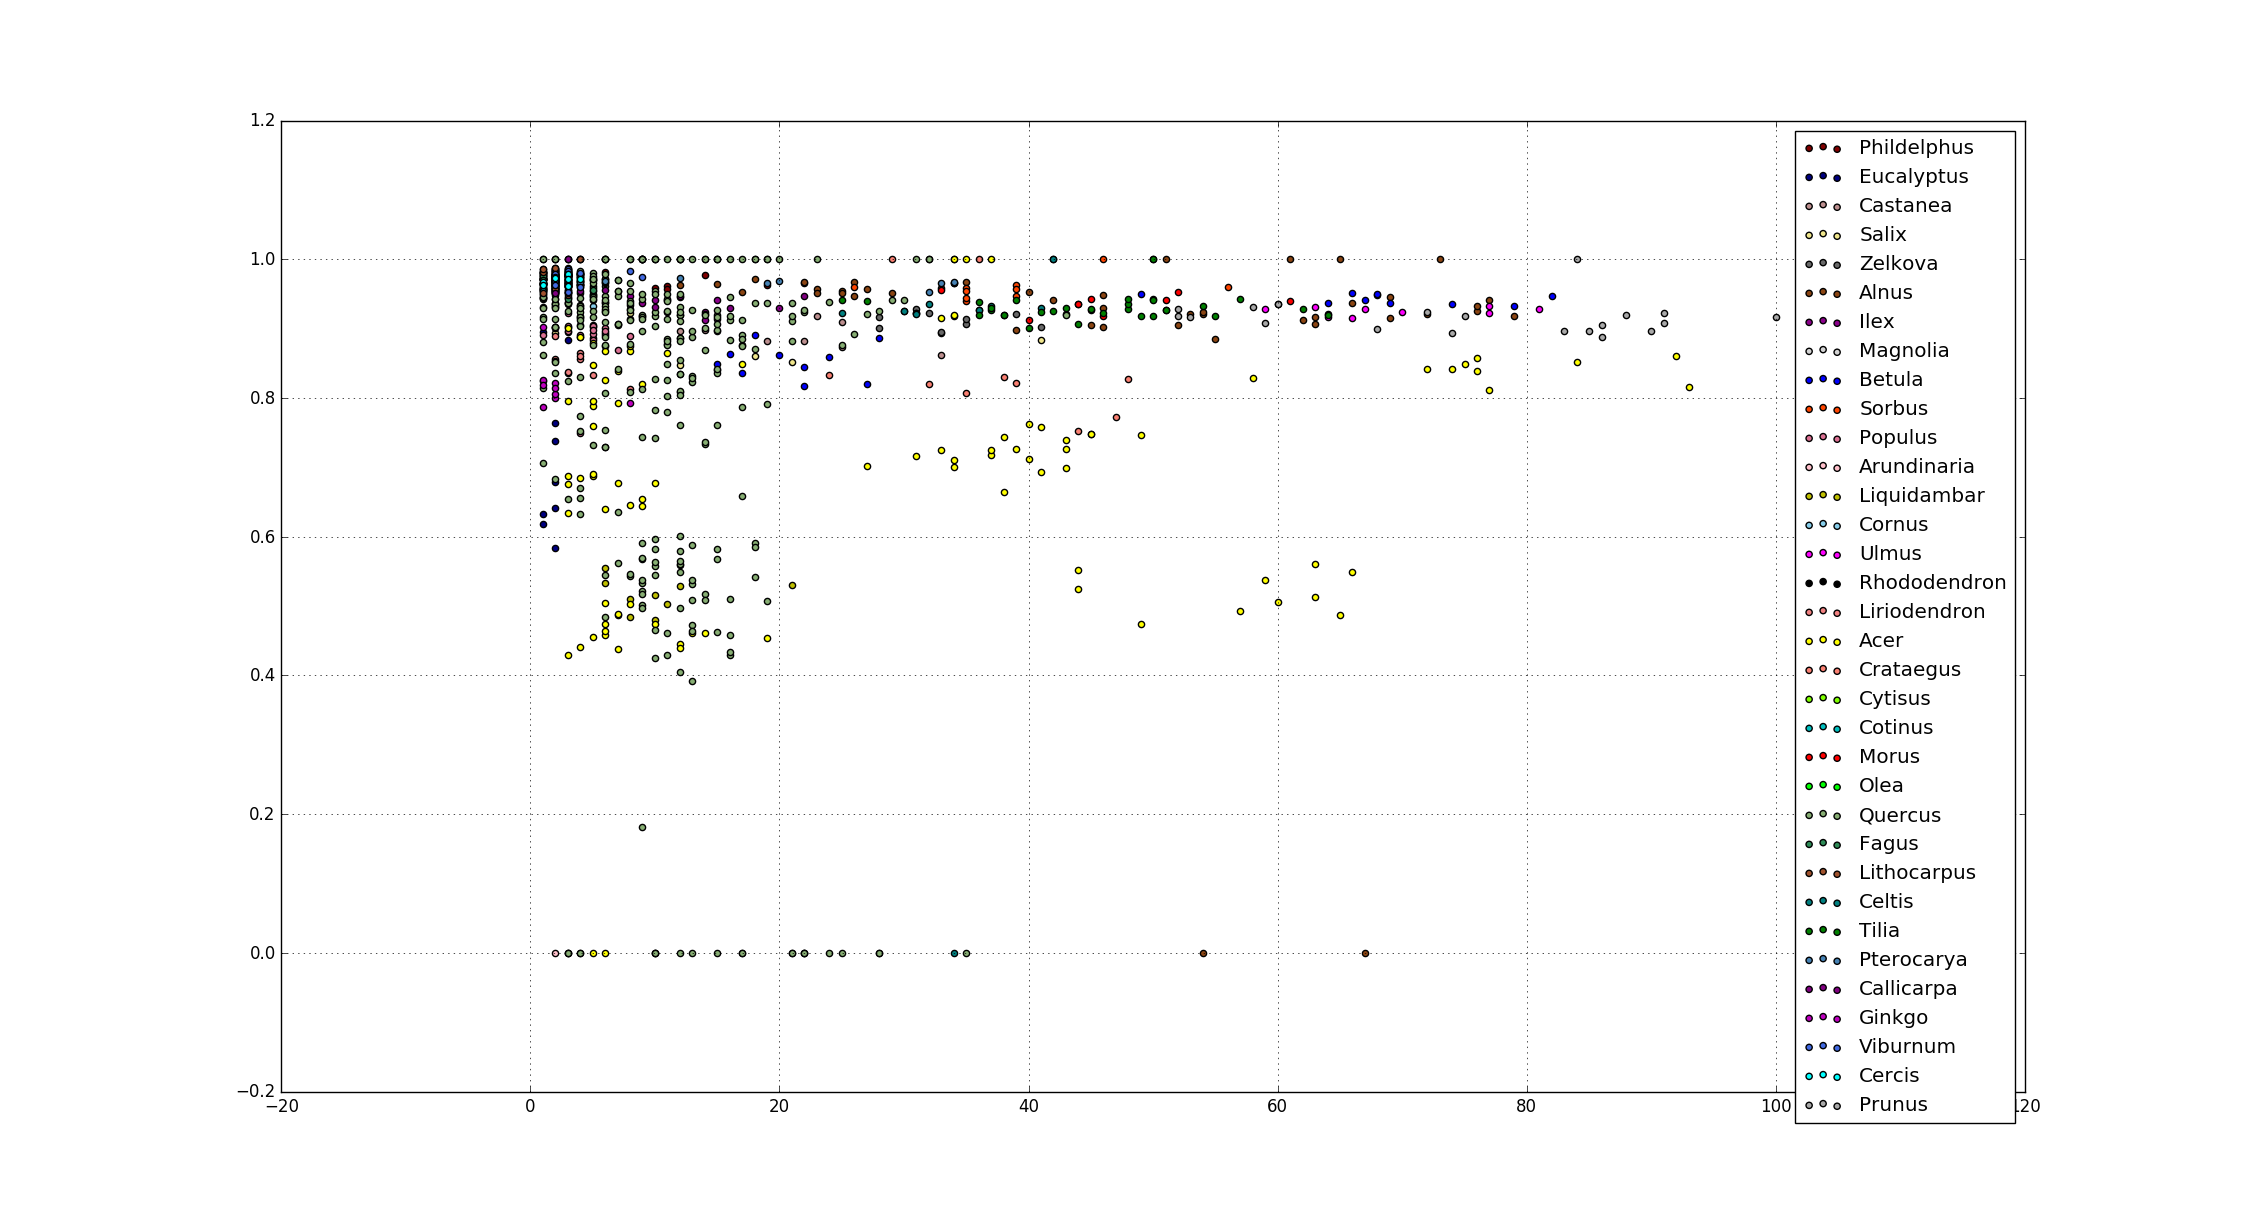 1.2
1.0
0.8
0.6
0.4
0.2
0.0
−0.2
−20
0
20
40
60
80
100
Phildelphus
Eucalyptus
Castanea
Salix
Zelkova
Alnus
Ilex
Magnolia
Betula
Sorbus
Populus
Arundinaria
Liquidambar
Cornus
Ulmus
Rhododendron
Liriodendron
Acer
Crataegus
Cytisus
Cotinus
Morus
Olea
Quercus
Fagus
Lithocarpus
Celtis
Tilia
Pterocarya
Callicarpa
Ginkgo
Viburnum
Cercis
Prunus